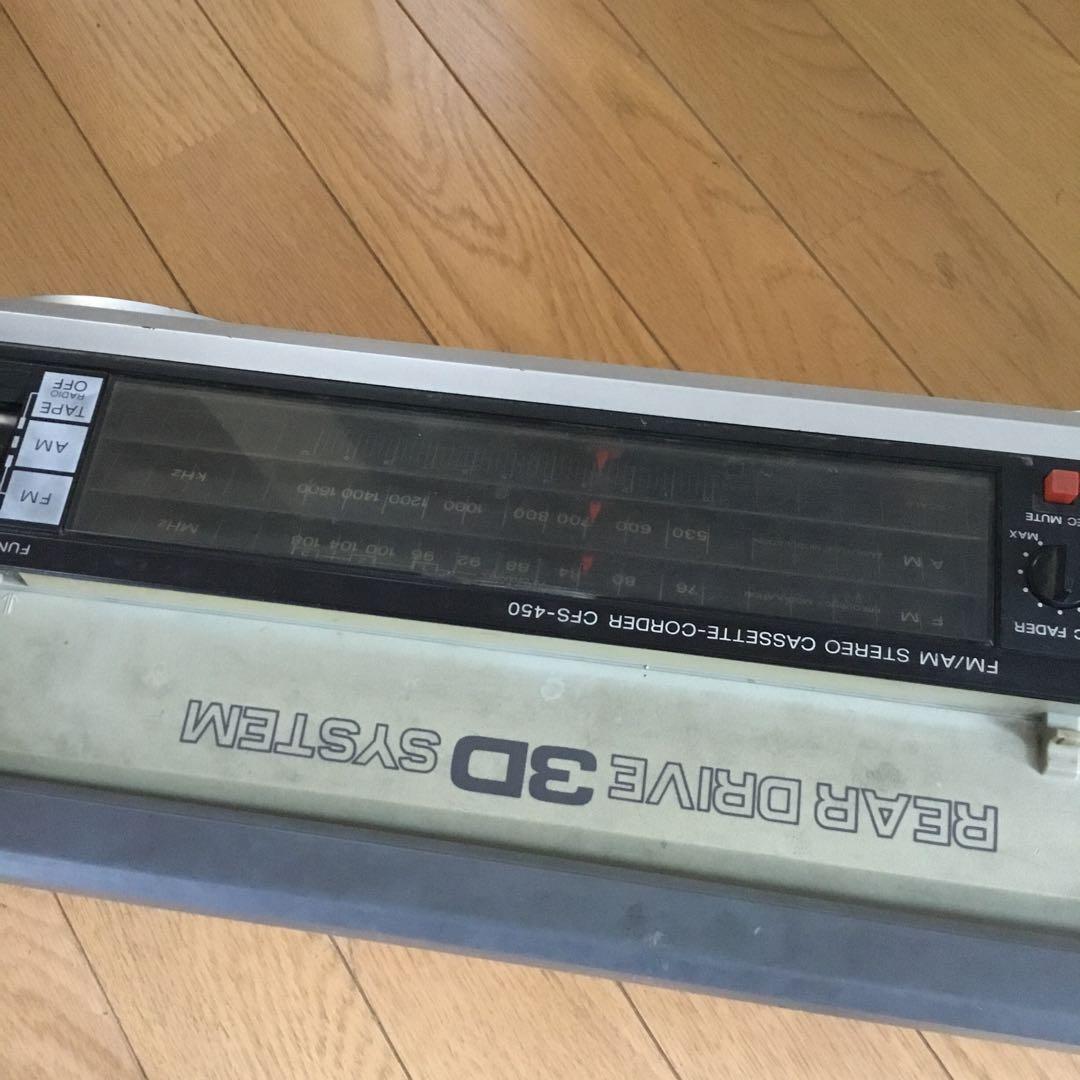 REAR DRIVE 3D SYSTEM
FM/AM STEREO CASSETTE-CORDER CFS-450
FADER
MAX
MUTE
FM 76 80 84 88 92 96 100 104 108 MHz
AM 530 600 700 800 1000 1200 1400 1600 kHz
FM
AM
TAPE
RADIO
OFF